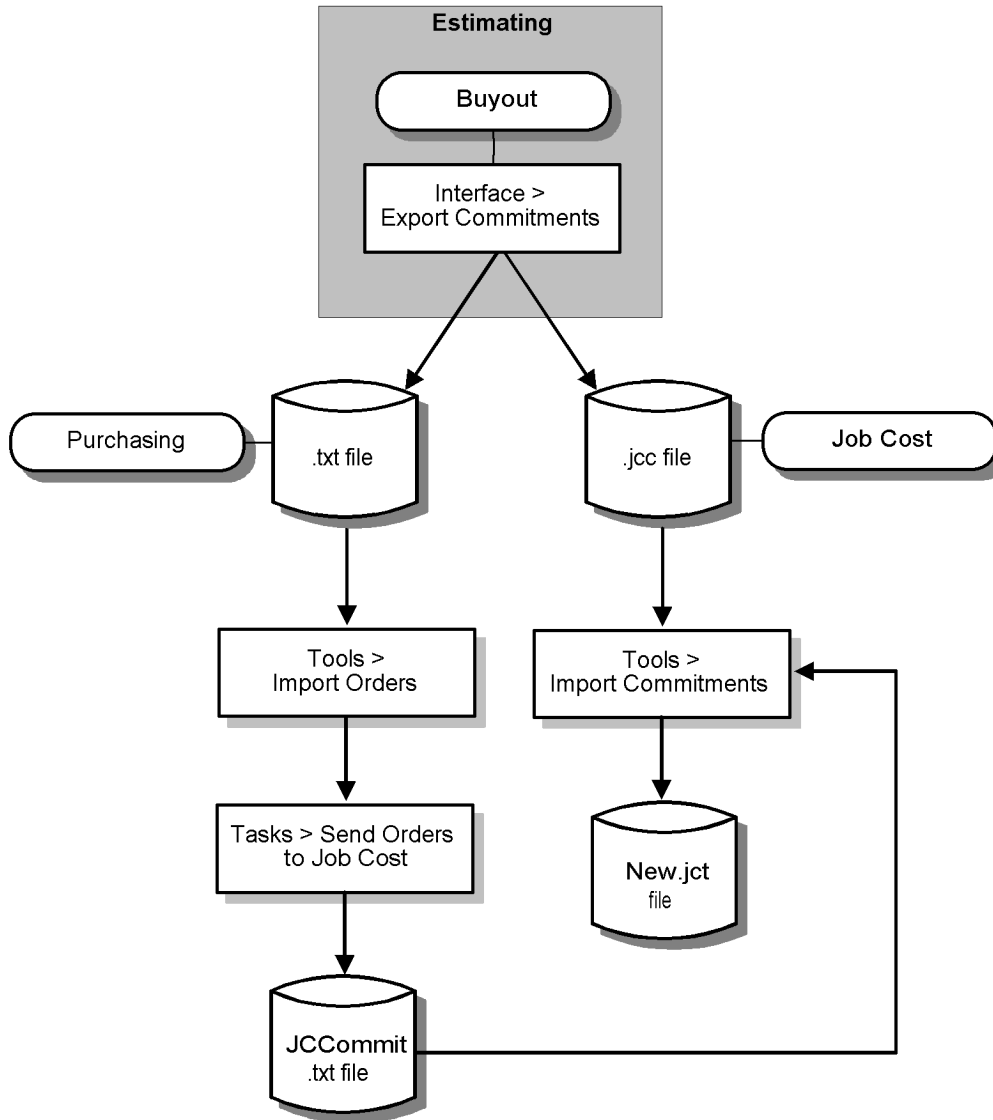 Estimating
Buyout
Interface >
Export Commitments
Purchasing
.txt file
.jcc file
Job Cost
Tools >
Import Orders
Tools >
Import Commitments
Tasks > Send Orders
to Job Cost
New.jct
file
JCCommit
.txt file